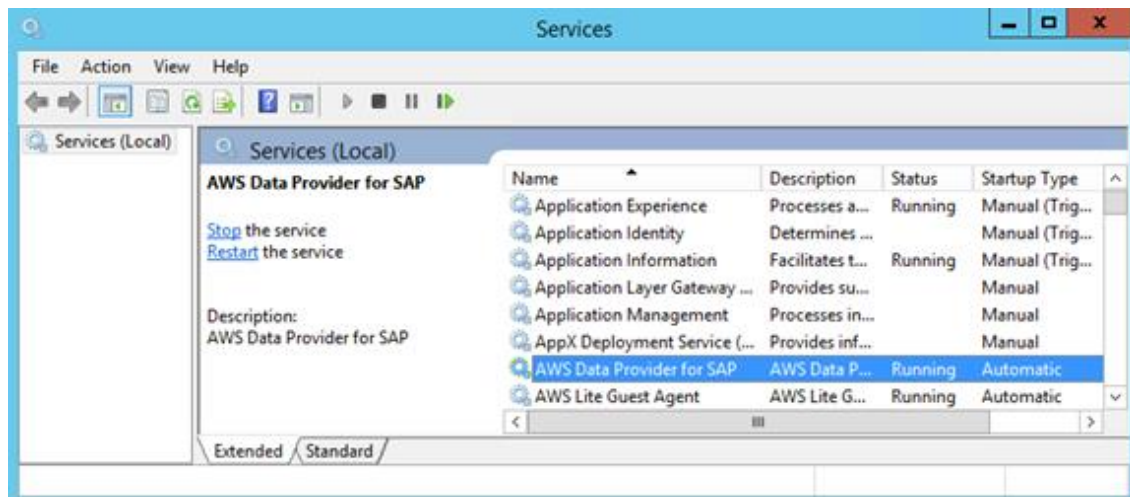 Services
File Action View Help
Services (Local)
Services (Local)
AWS Data Provider for SAP
Stop the service
Restart the service
Description:
AWS Data Provider for SAP
Name Description Status Startup Type
Application Experience Processes a... Running Manual (Trig...
Application Identity Determines ... Manual (Trig...
Application Information Facilitates t... Running Manual (Trig...
Application Layer Gateway ... Provides su... Manual
Application Management Processes in... Manual
AppX Deployment Service (... Provides inf... Manual
AWS Data Provider for SAP AWS Data P... Running Automatic
AWS Lite Guest Agent AWS Lite G... Running Automatic
Extended Standard